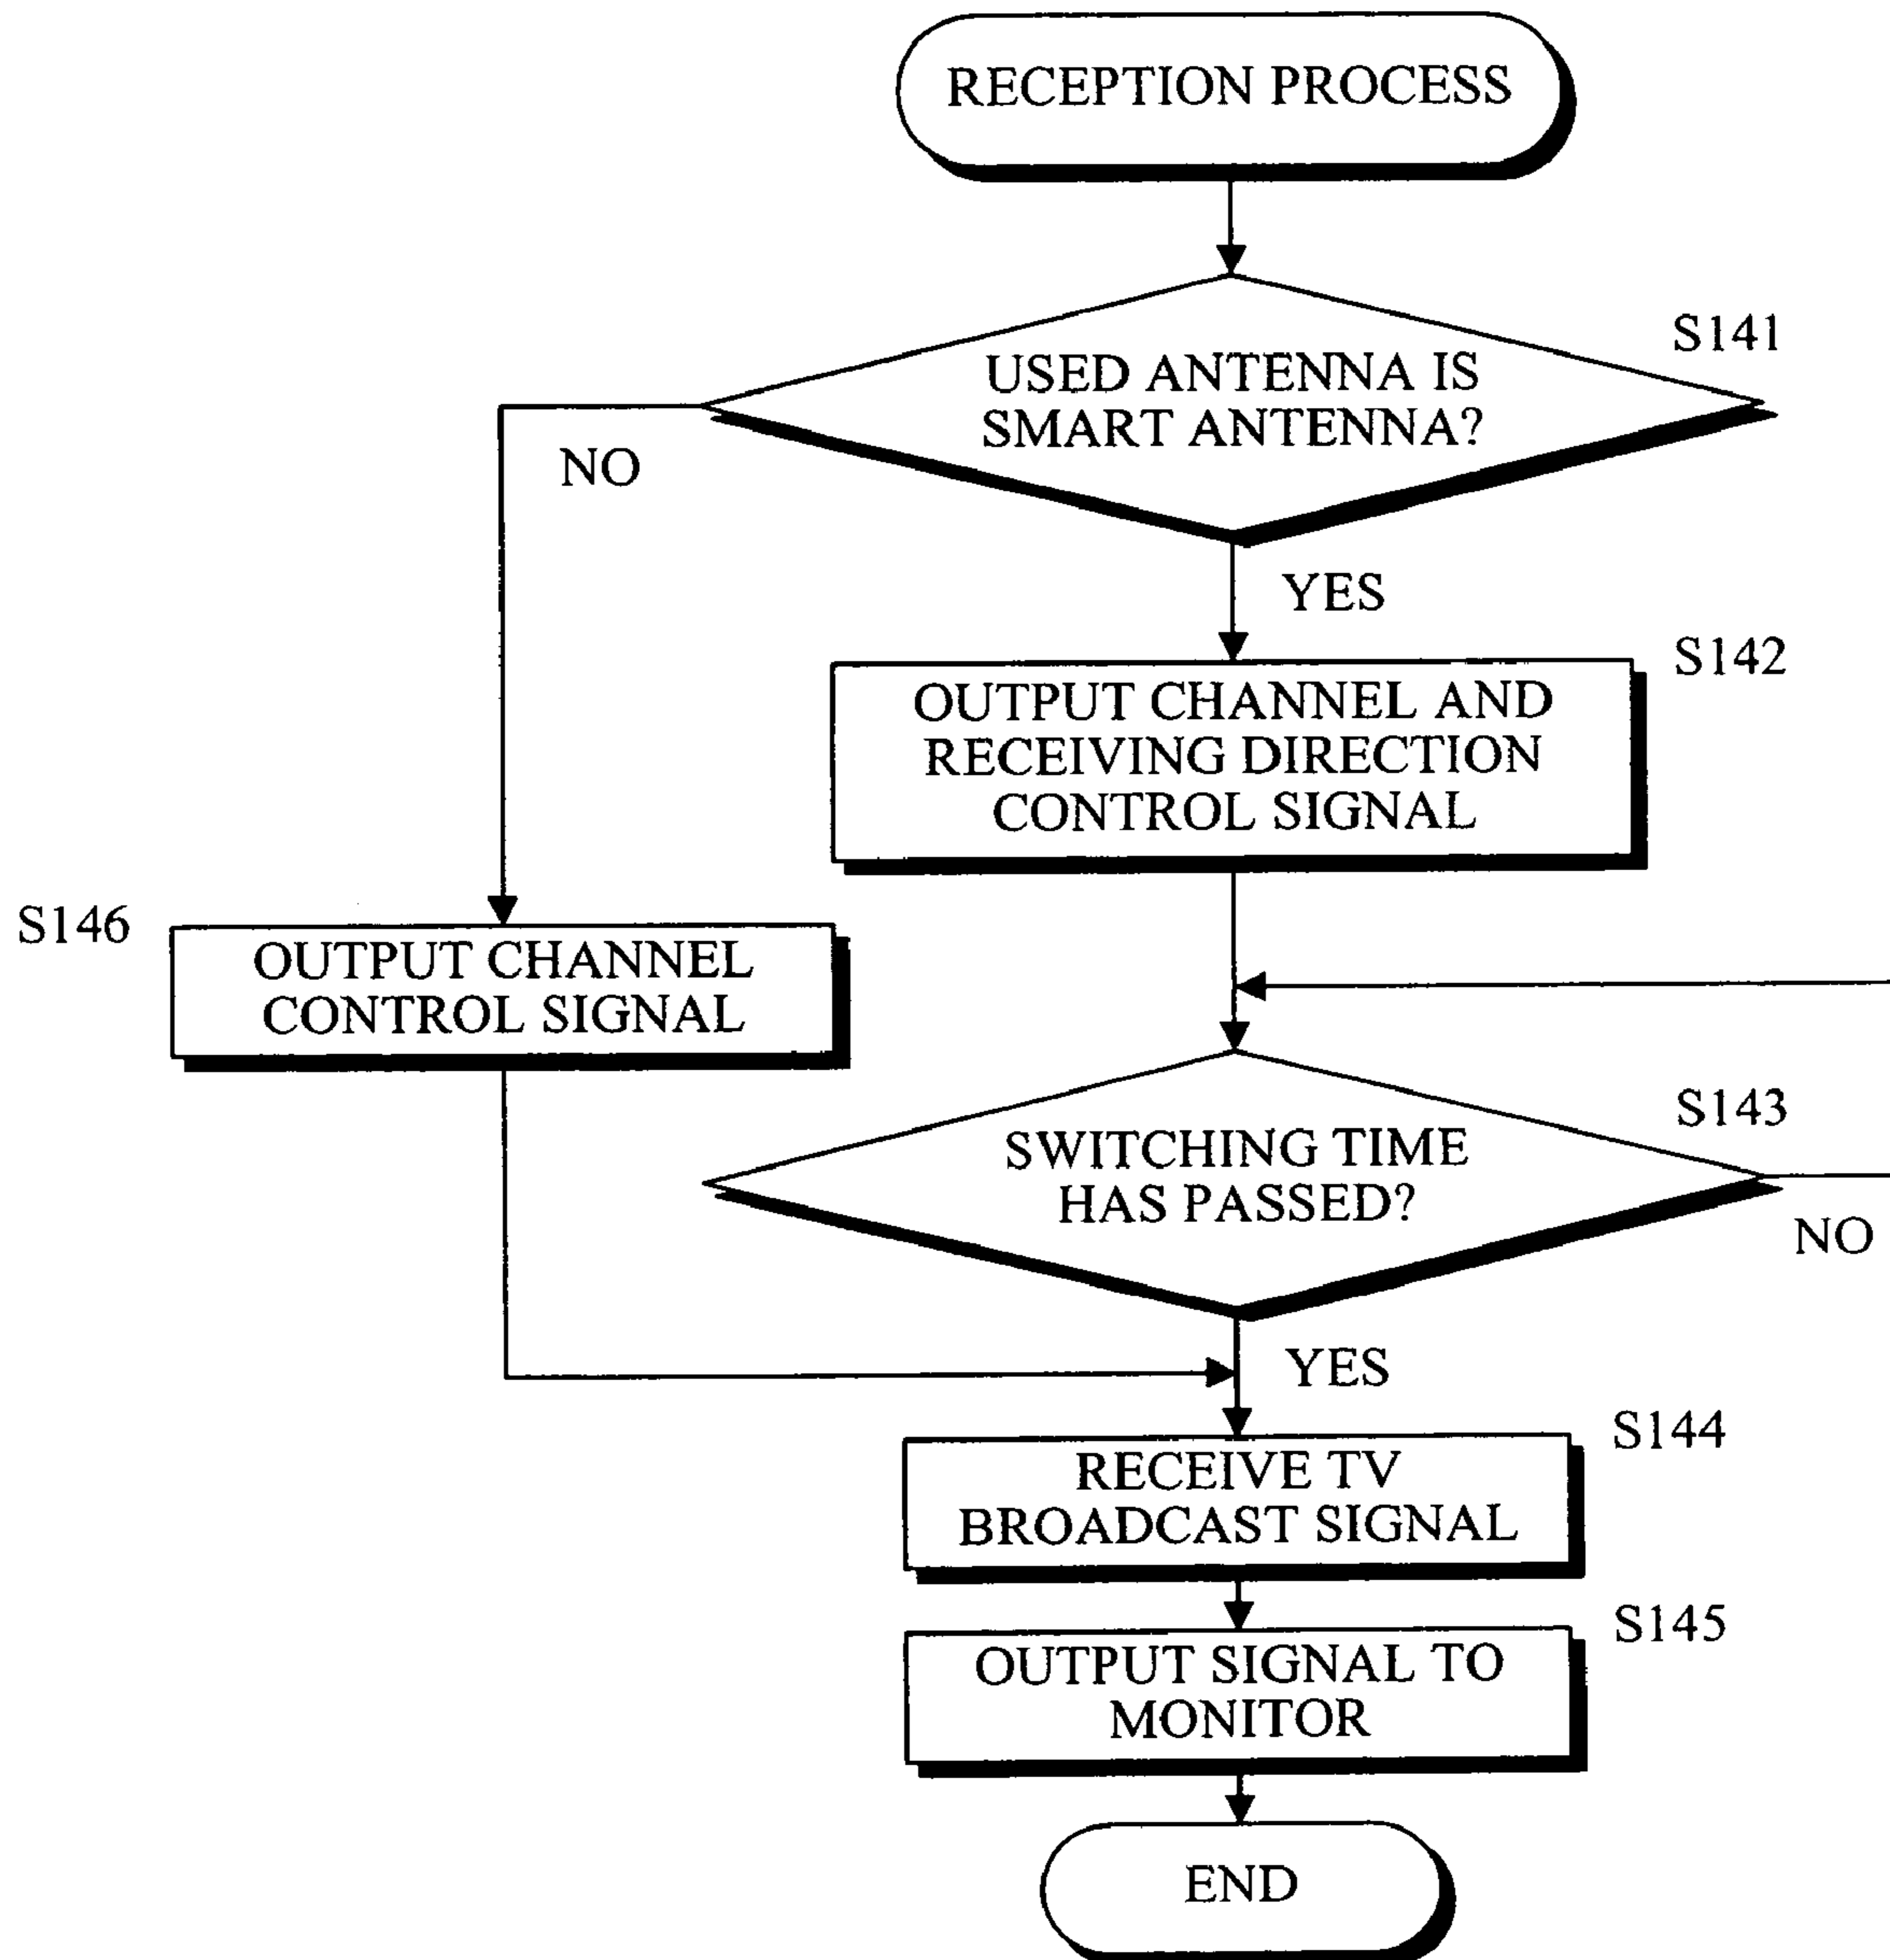 RECEPTION PROCESS
S141
USED ANTENNA IS
SMART ANTENNA?
NO
YES
S142
OUTPUT CHANNEL AND
RECEIVING DIRECTION
CONTROL SIGNAL
S146
OUTPUT CHANNEL
CONTROL SIGNAL
S143
SWITCHING TIME
HAS PASSED?
NO
YES
S144
RECEIVE TV
BROADCAST SIGNAL
S145
OUTPUT SIGNAL TO
MONITOR
END